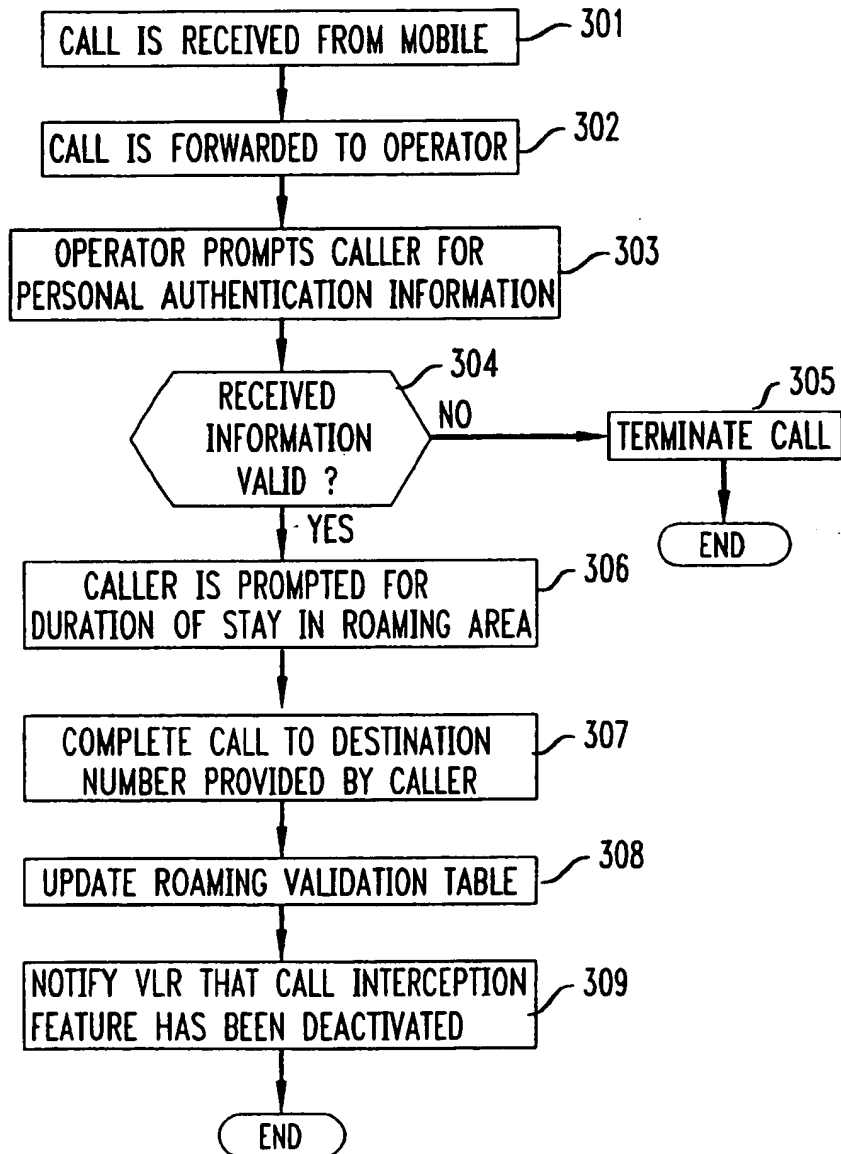 CALL IS RECEIVED FROM MOBILE
301
CALL IS FORWARDED TO OPERATOR
302
OPERATOR PROMPTS CALLER FOR
PERSONAL AUTHENTICATION INFORMATION
303
RECEIVED
INFORMATION
VALID ?
304
NO
305
TERMINATE CALL
END
YES
CALLER IS PROMPTED FOR
DURATION OF STAY IN ROAMING AREA
306
COMPLETE CALL TO DESTINATION
NUMBER PROVIDED BY CALLER
307
UPDATE ROAMING VALIDATION TABLE
308
NOTIFY VLR THAT CALL INTERCEPTION
FEATURE HAS BEEN DEACTIVATED
309
END